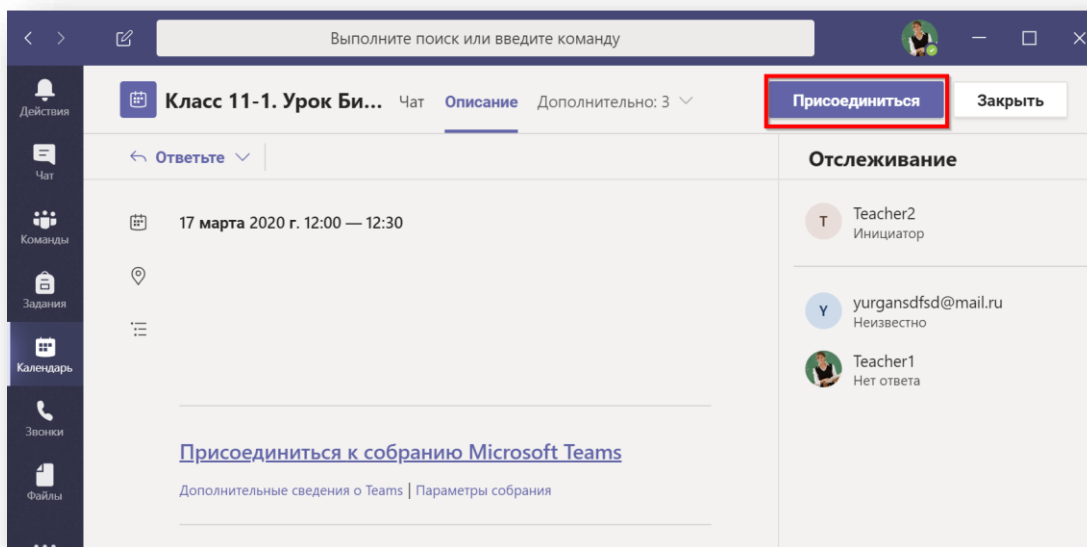 Выполните поиск или введите команду
Действия
Чат
Команды
Задания
Календарь
Звонки
Файлы
Класс 11-1. Урок Би... Чат Описание Дополнительно: 3
Присоединиться Закрыть
Ответьте
17 марта 2020 г. 12:00 — 12:30
Присоединиться к собранию Microsoft Teams
Дополнительные сведения о Teams | Параметры собрания
Отслеживание
T Teacher2
Инициатор
Y yurgansdfsd@mail.ru
Неизвестно
Teacher1
Нет ответа